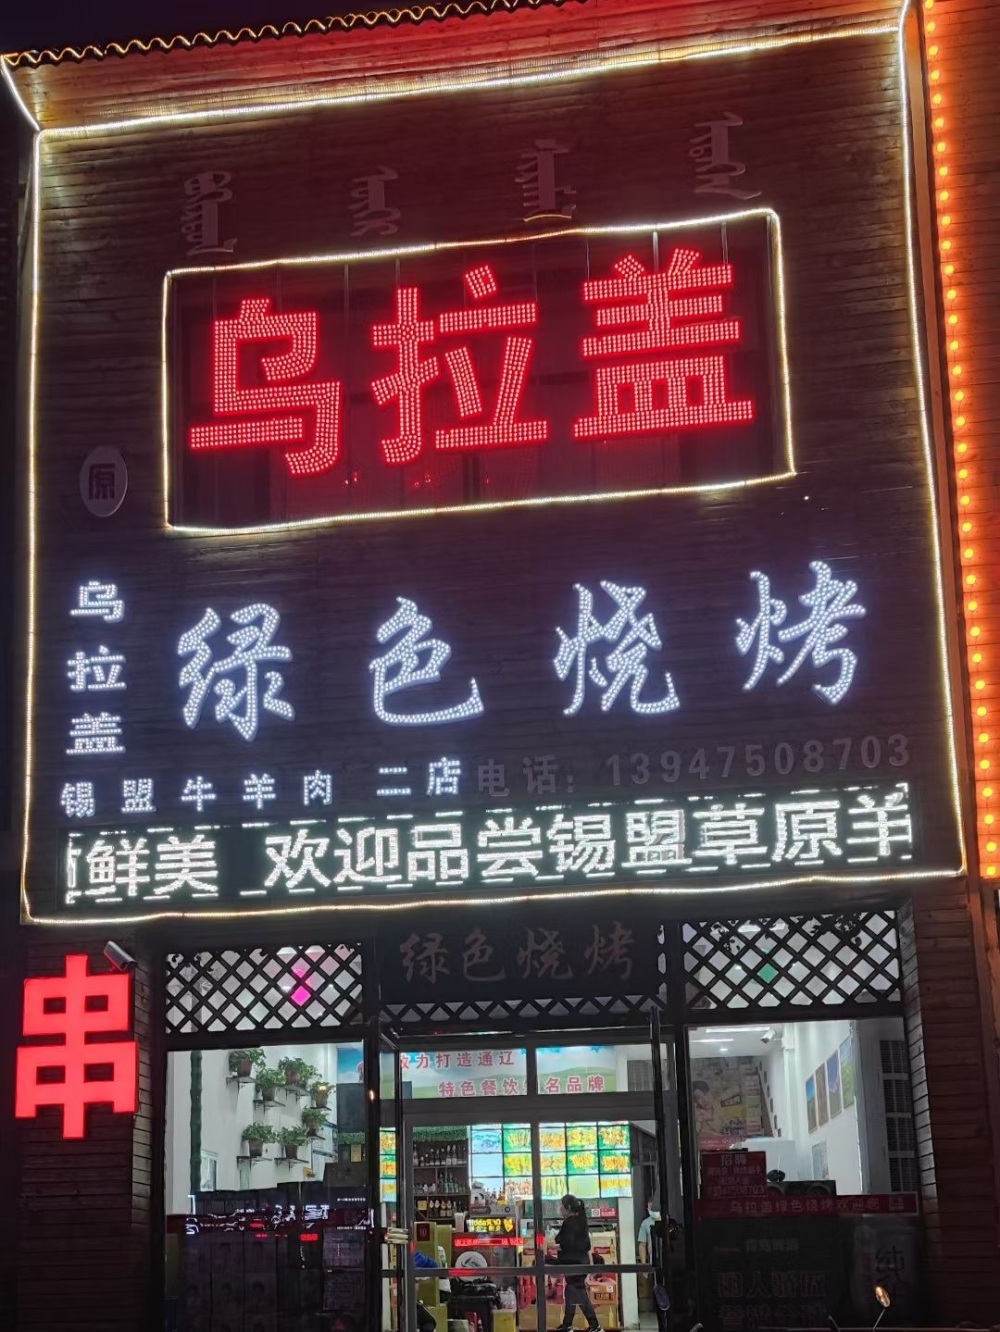 乌拉盖
原
乌拉盖
绿色烧烤
锡盟牛羊肉 二店
电话：13947508703
鲜美 欢迎品尝锡盟草原羊
绿色烧烤
串
致力打造通辽
特色餐饮知名品牌
招聘
乌拉盖绿色烧烤欢迎您